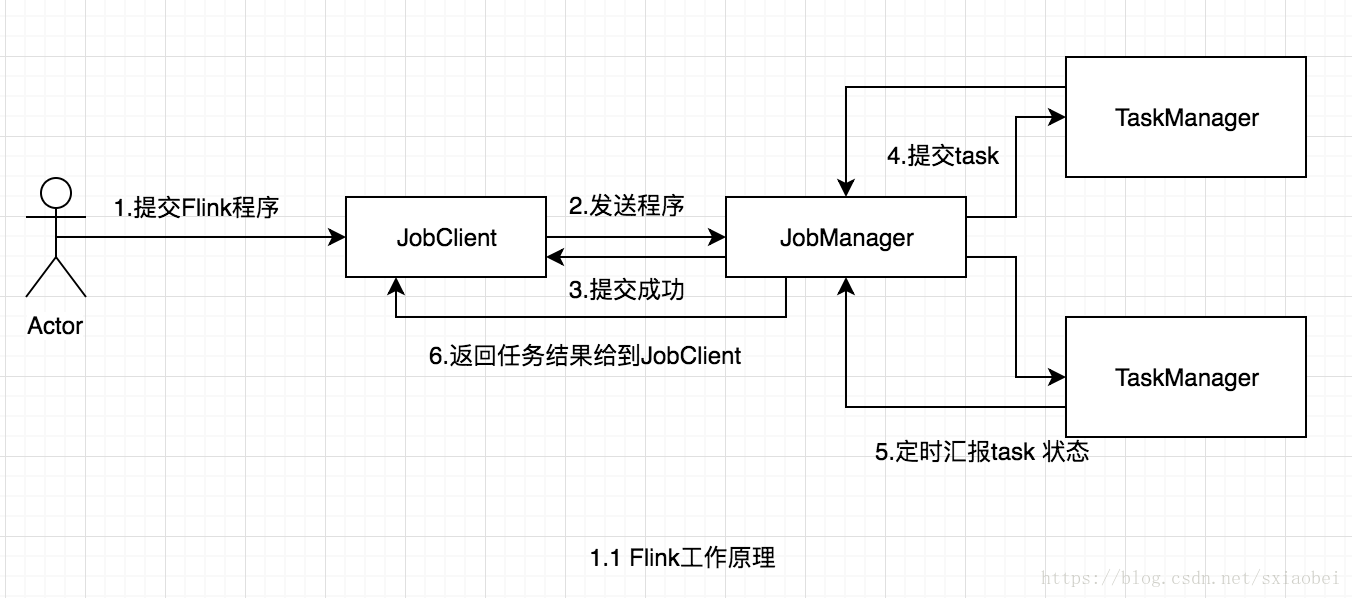 TaskManager
4.提交task
1.提交Flink程序
2.发送程序
JobClient
JobManager
3.提交成功
Actor
6.返回任务结果给到JobClient
TaskManager
5.定时汇报task 状态
1.1 Flink工作原理
https://blog.csdn.net/sxiaobei